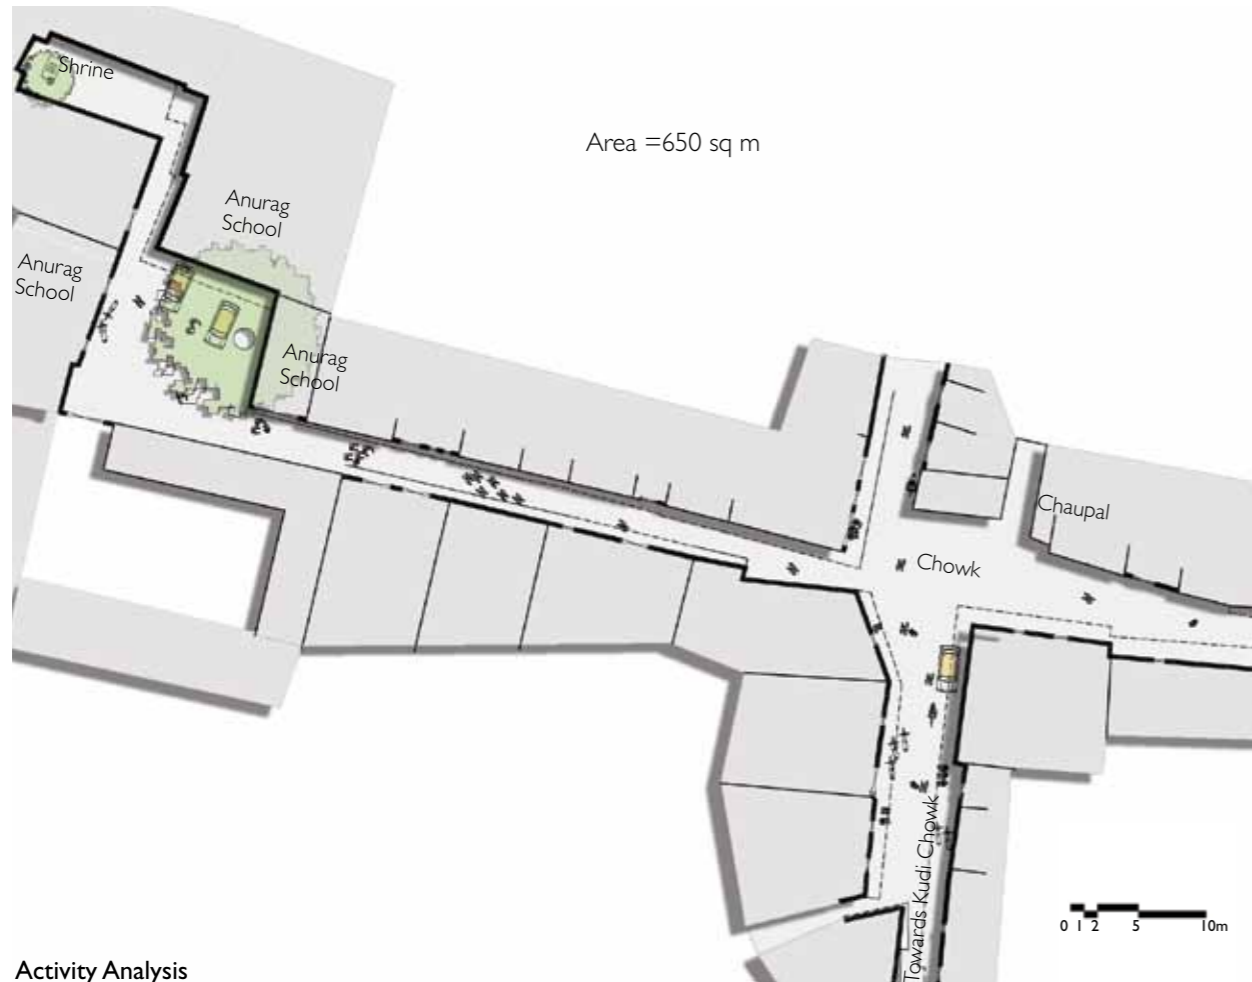 Shrine
Area =650 sq m
Anurag
School
Anurag
School
Anurag
School
Chaupal
Chowk
Towards Kudi Chowk
0 1 2 5 10m
Activity Analysis